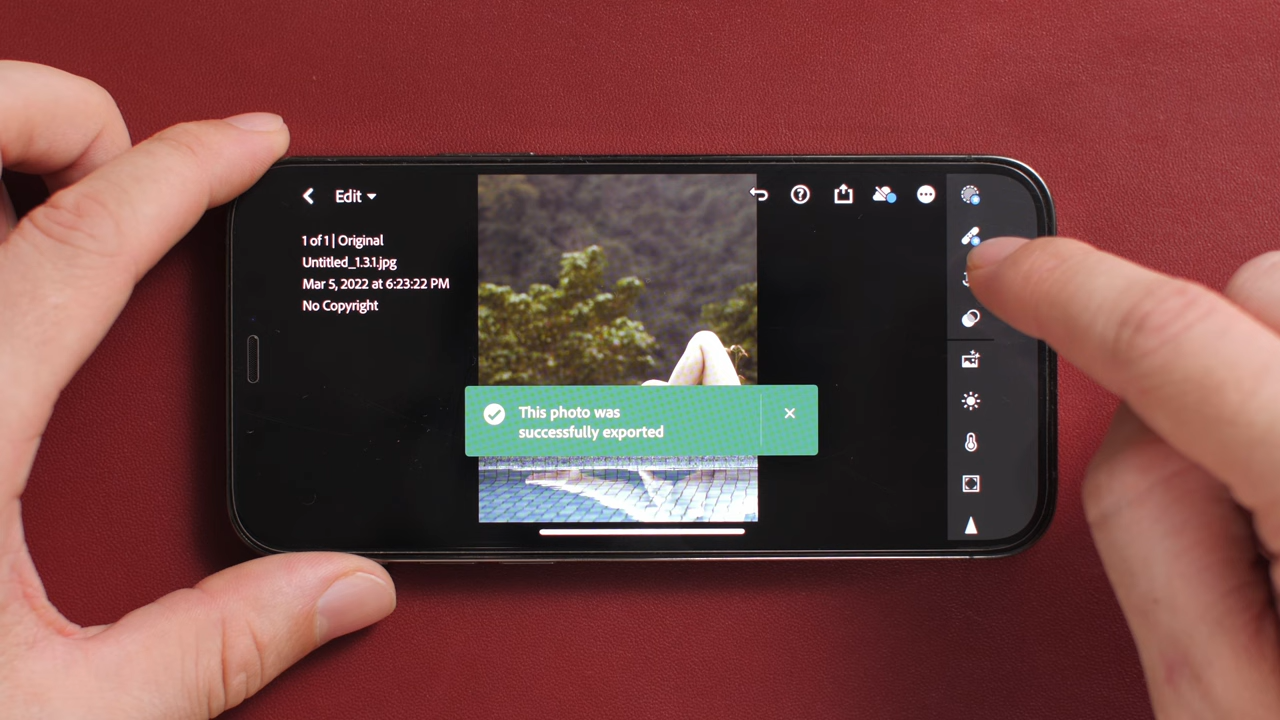 Edit
1 of 1 | Original
Untitled_1.3.1.jpg
Mar 5, 2022 at 6:23:22 PM
No Copyright
This photo was
successfully exported